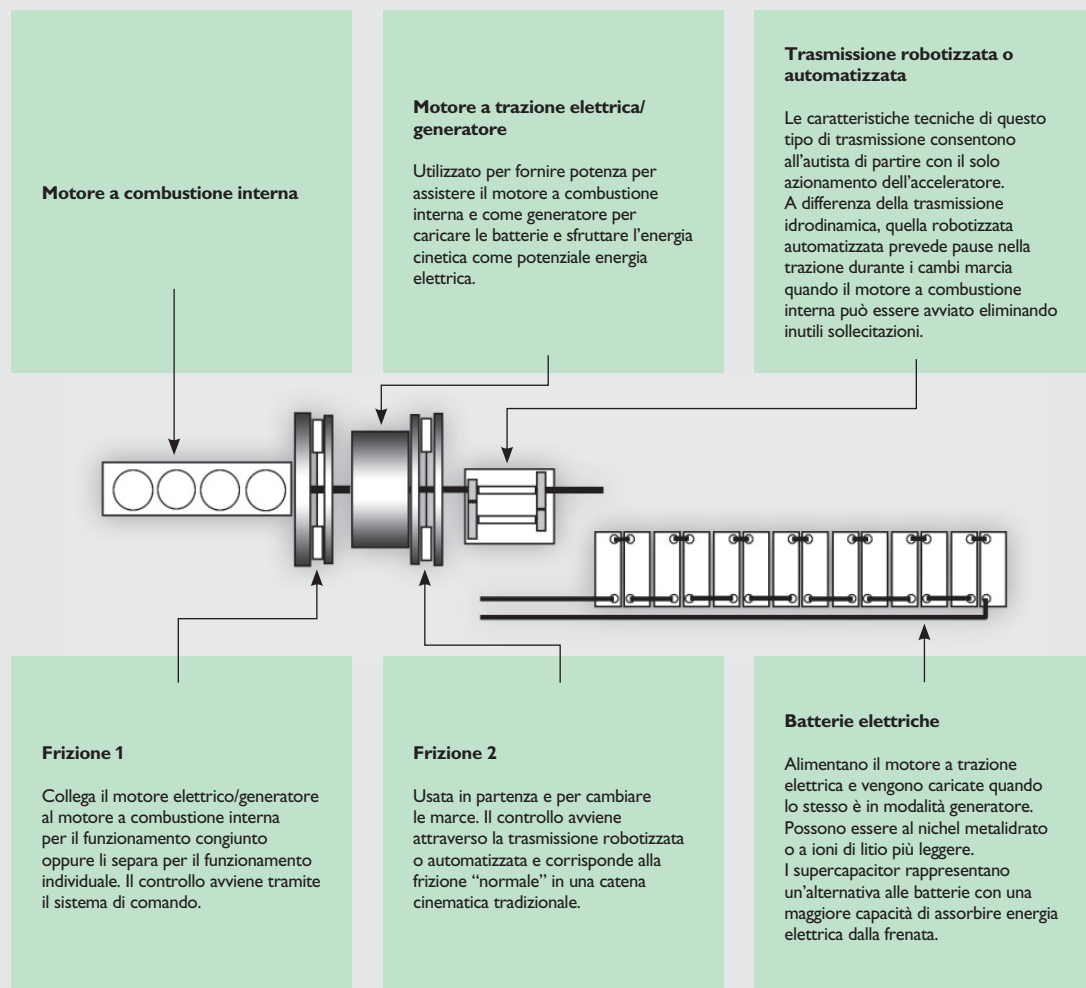 Motore a combustione interna
Motore a trazione elettrica/
generatore
Utilizzato per fornire potenza per
assistere il motore a combustione
interna e come generatore per
caricare le batterie e sfruttare l’energia
cinetica come potenziale energia
elettrica.
Trasmissione robotizzata o
automatizzata
Le caratteristiche tecniche di questo
tipo di trasmissione consentono
all’autista di partire con il solo
azionamento dell’acceleratore.
A differenza della trasmissione
idrodinamica, quella robotizzata
automatizzata prevede pause nella
trazione durante i cambi marcia
quando il motore a combustione
interna può essere avviato eliminando
inutili sollecitazioni.
Frizione 1
Collega il motore elettrico/generatore
al motore a combustione interna
per il funzionamento congiunto
oppure li separa per il funzionamento
individuale. Il controllo avviene tramite
il sistema di comando.
Frizione 2
Usata in partenza e per cambiare
le marce. Il controllo avviene
attraverso la trasmissione robotizzata
o automatizzata e corrisponde alla
frizione “normale” in una catena
cinematica tradizionale.
Batterie elettriche
Alimentano il motore a trazione
elettrica e vengono caricate quando
lo stesso è in modalità generatore.
Possono essere al nichel metalidrato
o a ioni di litio più leggere.
I supercapacitor rappresentano
un’alternativa alle batterie con una
maggiore capacità di assorbire energia
elettrica dalla frenata.